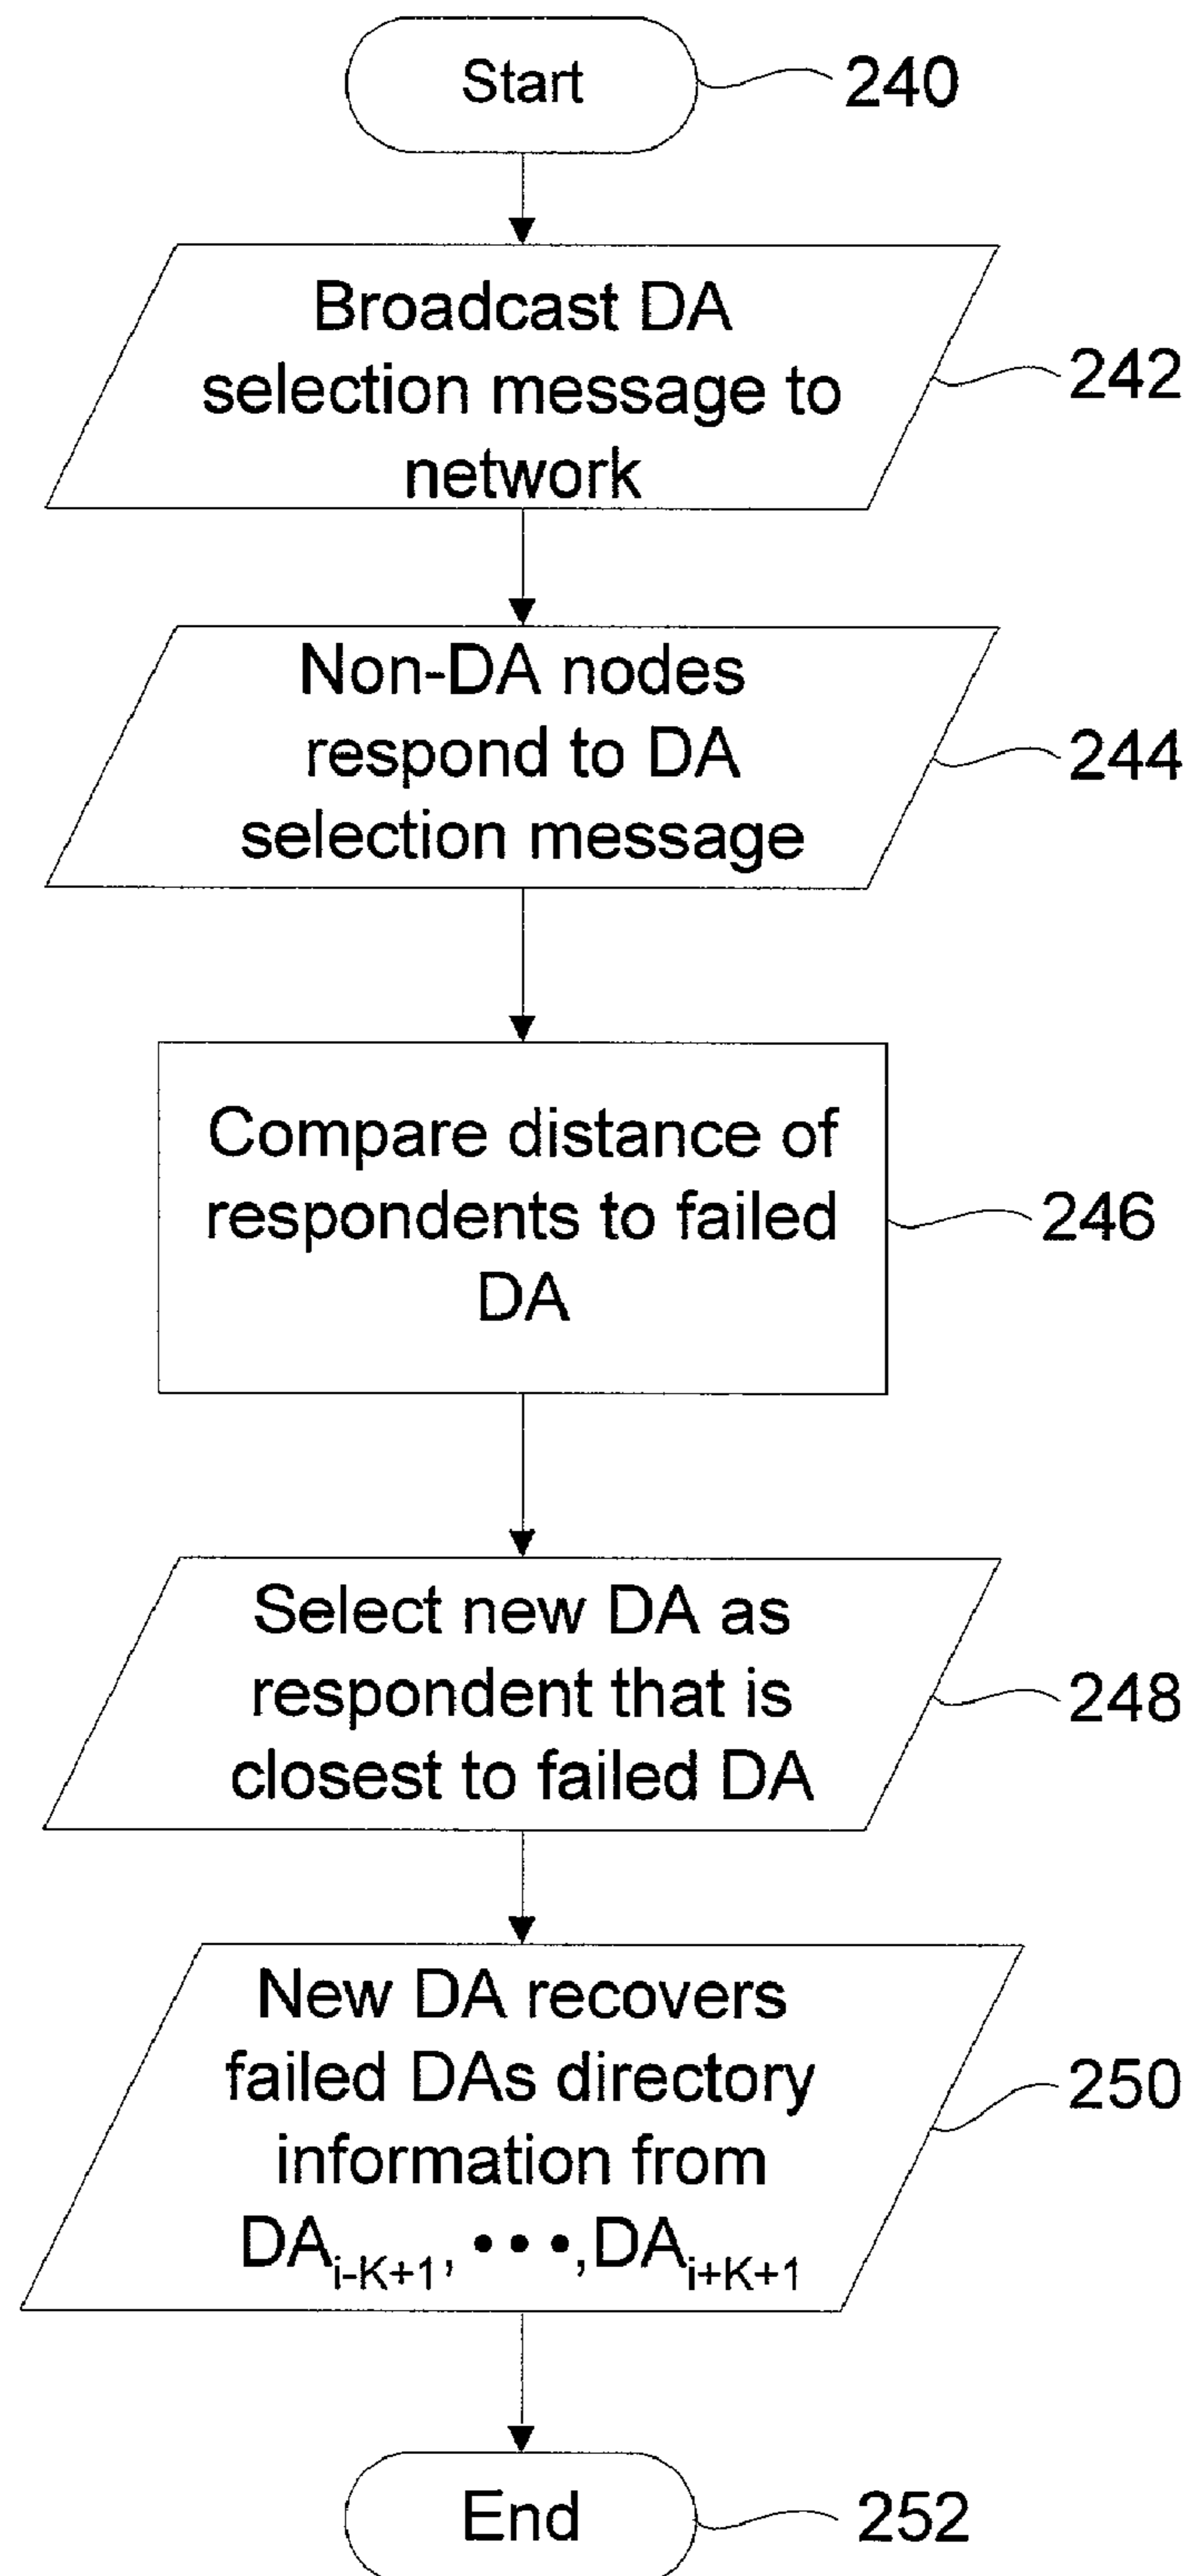 Start
240
Broadcast DA
selection message to
network
242
Non-DA nodes
respond to DA
selection message
244
Compare distance of
respondents to failed
DA
246
Select new DA as
respondent that is
closest to failed DA
248
New DA recovers
failed DAs directory
information from
DA_{i-K+1}, •••,DA_{i+K+1}
250
End
252